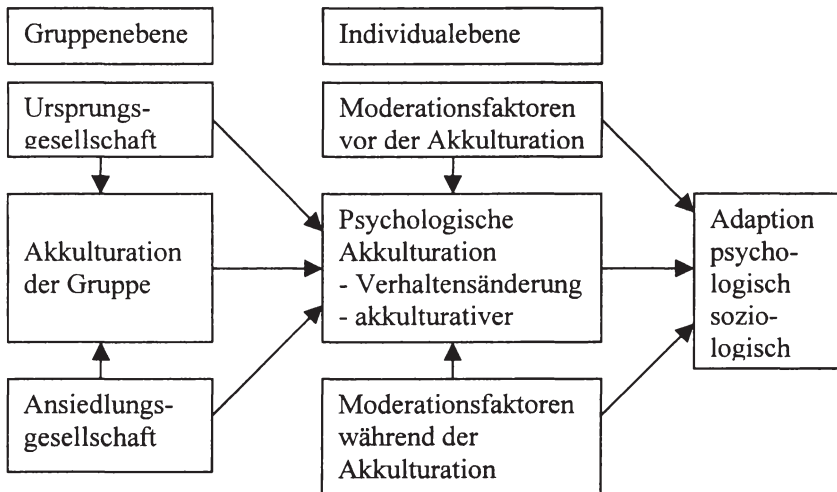 Gruppenebene
Individualebene
Ursprungs-
gesellschaft
Moderationsfaktoren
vor der Akkulturation
Akkulturation
der Gruppe
Psychologische
Akkulturation
- Verhaltensänderung
- akkulturativer
Adaption
psycho-
logisch
sozio-
logisch
Ansiedlungs-
gesellschaft
Moderationsfaktoren
während der
Akkulturation